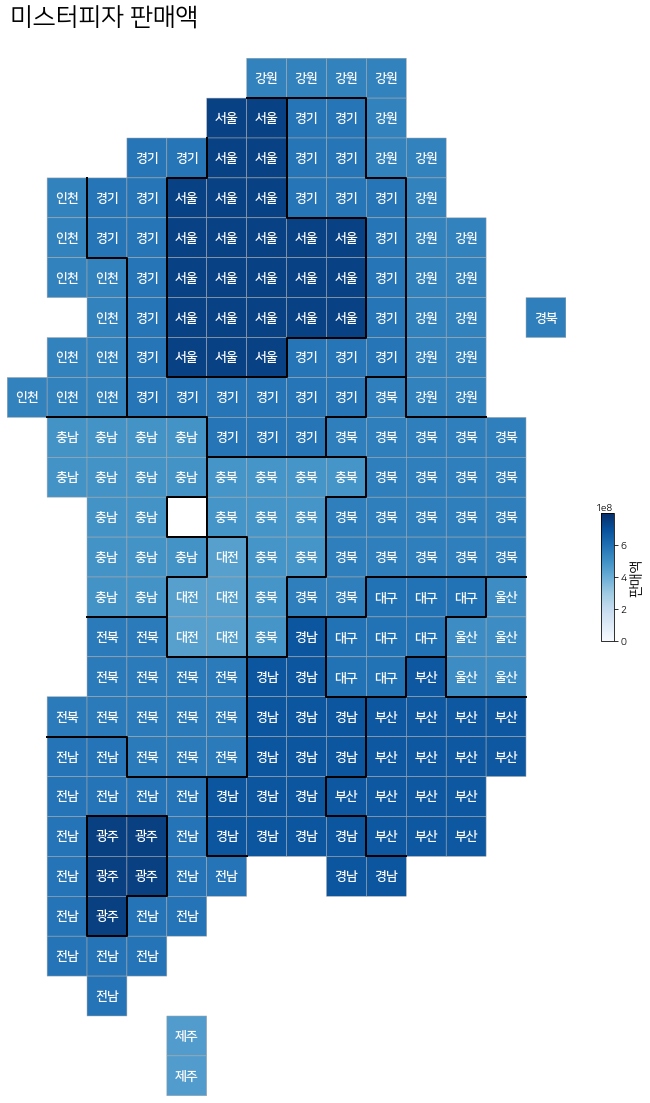 미스터피자 판매액
강원 강원 강원 강원
서울 서울 경기 경기 강원
경기 경기 서울 서울 경기 경기 강원 강원
인천 경기 경기 서울 서울 서울 경기 경기 경기 강원
인천 경기 경기 서울 서울 서울 서울 서울 경기 강원 강원
인천 인천 경기 서울 서울 서울 서울 서울 경기 강원 강원
인천 경기 서울 서울 서울 서울 서울 경기 강원 강원 경북
인천 인천 경기 서울 서울 서울 경기 경기 경기 강원 강원
인천 인천 인천 경기 경기 경기 경기 경기 경북 강원 강원
충남 충남 충남 충남 경기 경기 경기 경북 경북 경북 경북 경북
충남 충남 충남 충남 충북 충북 충북 충북 경북 경북 경북 경북
1e8
충남 충남 충북 충북 충북 경북 경북 경북 경북 경북
6
충남 충남 충남 대전 충북 충북 경북 경북 경북 경북 경북
4
판매액
충남 충남 대전 대전 충북 경북 경북 대구 대구 대구 울산
2
전북 전북 대전 대전 충북 경남 대구 대구 대구 울산 울산
0
전북 전북 전북 전북 경남 경남 대구 대구 부산 울산 울산
전북 전북 전북 전북 전북 경남 경남 경남 부산 부산 부산 부산
전남 전남 전북 전북 전북 경남 경남 경남 부산 부산 부산 부산
전남 전남 전남 전남 경남 경남 경남 부산 부산 부산 부산
전남 광주 광주 전남 경남 경남 경남 경남 부산 부산 부산
전남 광주 광주 전남 전남 경남 경남
전남 광주 전남 전남
전남 전남 전남
전남
제주
제주